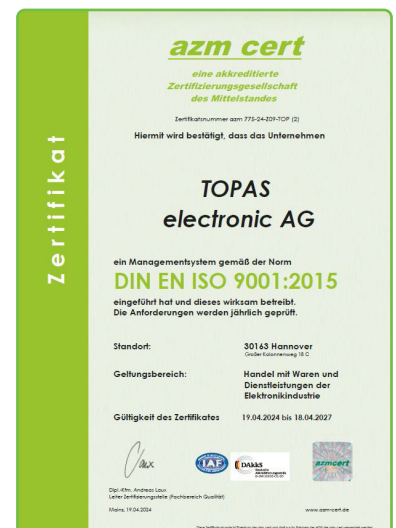 Zertifikat
azm cert
eine akkreditierte
Zertifizierungsgesellschaft
des Mittelstandes
Zertifikatsnummer azm 775-24-Z09-TOP (2)
Hiermit wird bestätigt, dass das Unternehmen
TOPAS
electronic AG
ein Managementsystem gemäß der Norm
DIN EN ISO 9001:2015
eingeführt hat und dieses wirksam betreibt.
Die Anforderungen werden jährlich geprüft.
Standort: 30163 Hannover
Großer Kolonnenweg 18 C
Geltungsbereich: Handel mit Waren und
Dienstleistungen der
Elektronikindustrie
Gültigkeit des Zertifikates 19.04.2024 bis 18.04.2027
IAF
DAkkS
Deutsche
Akkreditierungsstelle
azmcert
Dipl.-Kfm. Andreas Laux
Leiter Zertifizierungsstelle (Fachbereich Qualität)
Mainz, 19.04.2024 www.azm-cert.de